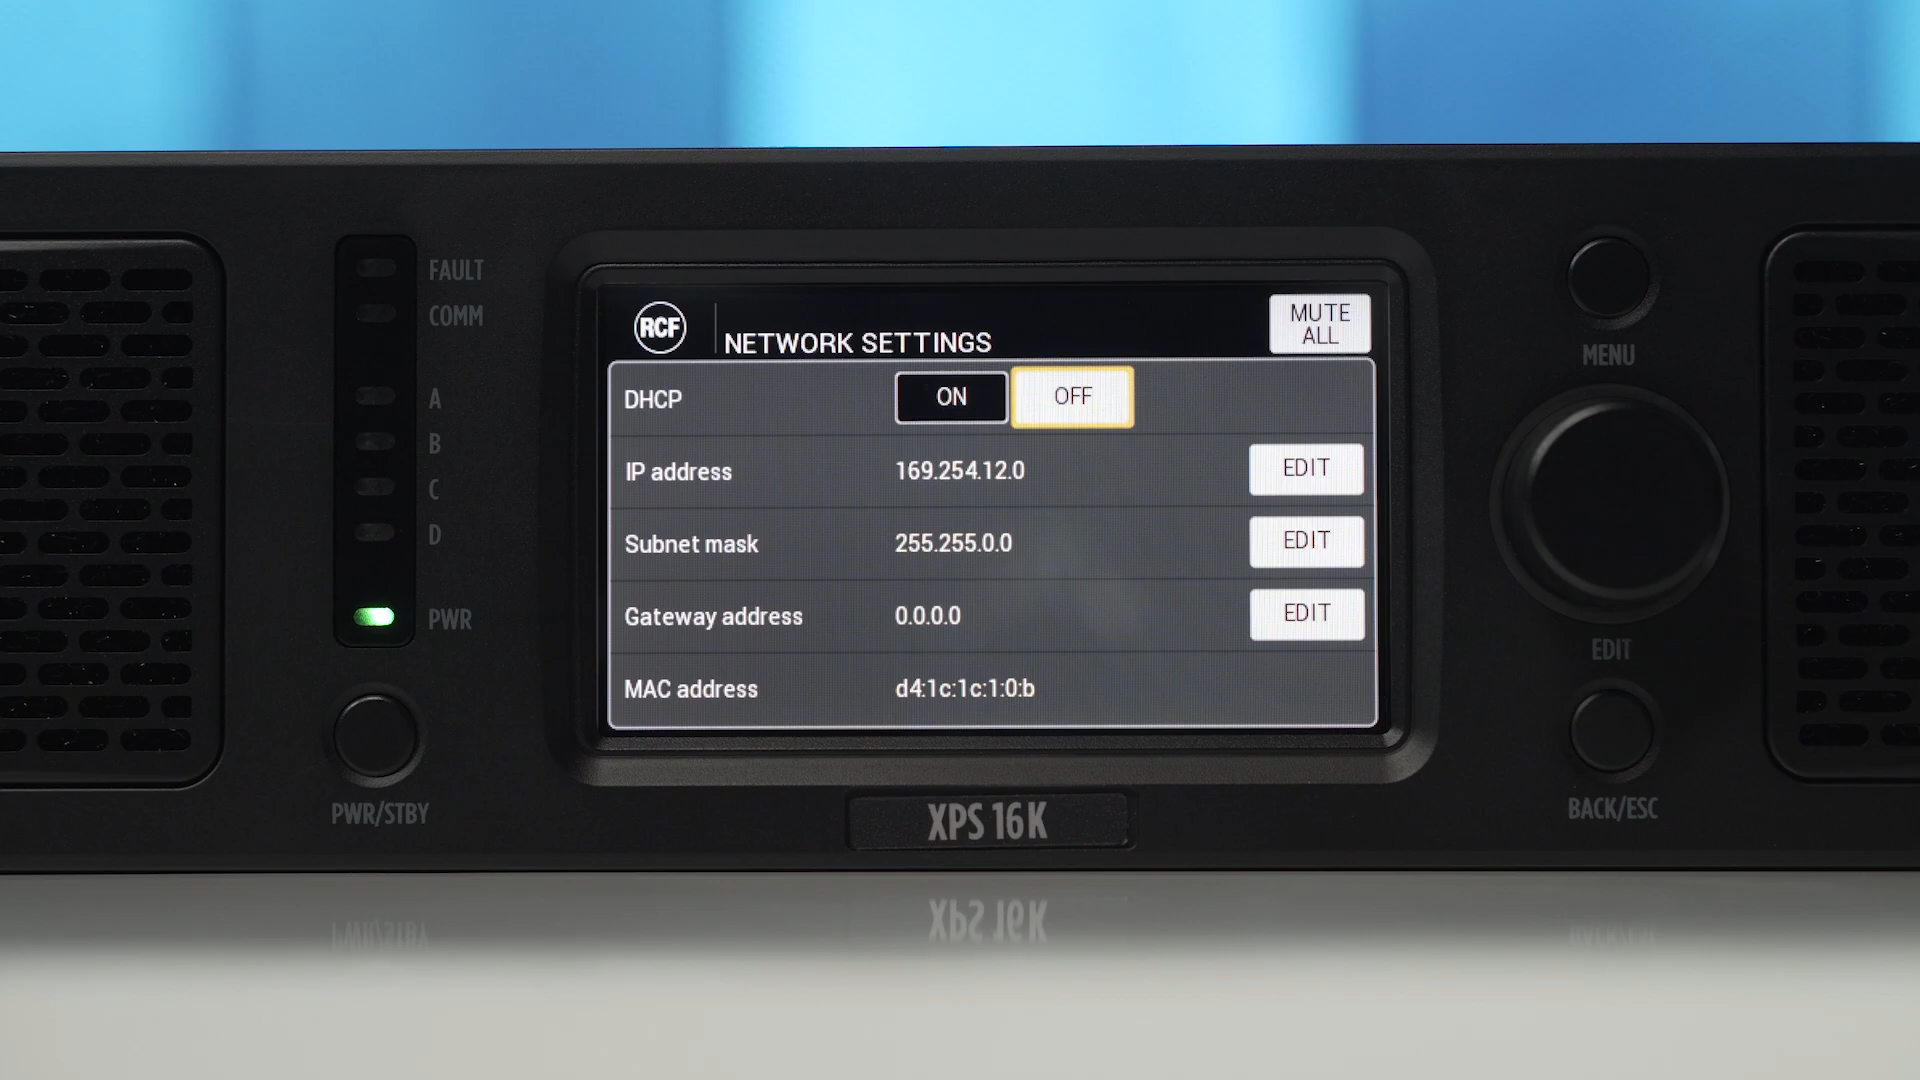 FAULT
COMM
A
B
C
D
PWR
PWR/STBY
RCF
NETWORK SETTINGS
MUTE
ALL
DHCP ON OFF
IP address 169.254.12.0 EDIT
Subnet mask 255.255.0.0 EDIT
Gateway address 0.0.0.0 EDIT
MAC address d4:1c:1c:1:0:b
XPS 16K
MENU
EDIT
BACK/ESC